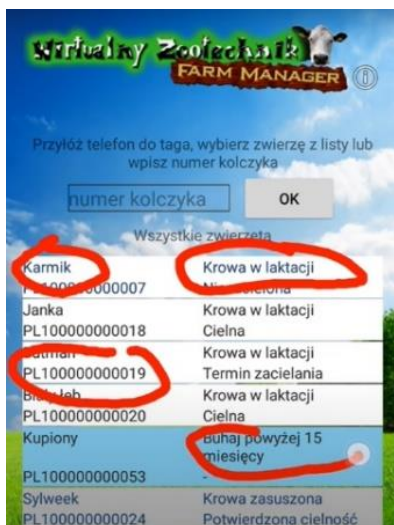 Wirtualny Zootechnik
FARM MANAGER
Przyłóż telefon do taga, wybierz zwierzę z listy lub
wpisz numer kolczyka
numer kolczyka OK
Wszystkie zwierzęta
Karmik Krowa w laktacji
PL100000000007
Janka Krowa w laktacji
PL100000000018 Cielna
Krowa w laktacji
PL100000000019 Termin zacielania
Krowa w laktacji
PL100000000020 Cielna
Kupiony Buhaj powyżej 15
miesięcy
PL100000000053 -
Sylweek Krowa zasuszona
PL100000000024 Potwierdzona cielność